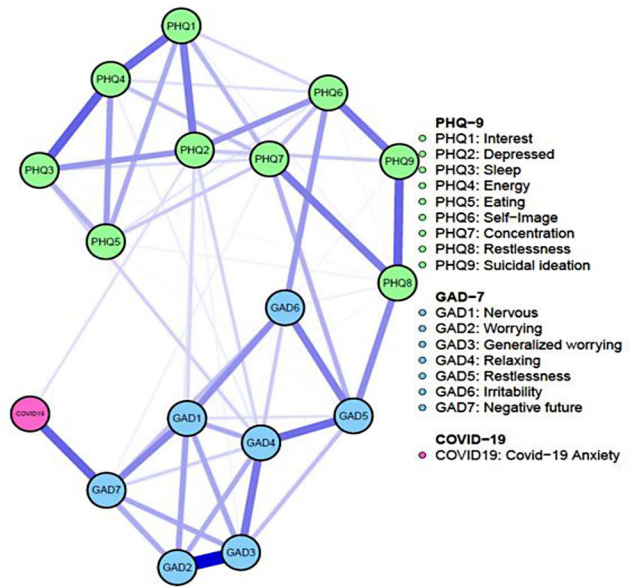 PHQ1
PHQ4
PHQ6
PHQ2
PHQ7
PHQ9
PHQ3
PHQ5
PHQ8
GAD6
COVID19
GAD1
GAD5
GAD4
GAD7
GAD3
GAD2
PHQ-9
PHQ1: Interest
PHQ2: Depressed
PHQ3: Sleep
PHQ4: Energy
PHQ5: Eating
PHQ6: Self-Image
PHQ7: Concentration
PHQ8: Restlessness
PHQ9: Suicidal ideation
GAD-7
GAD1: Nervous
GAD2: Worrying
GAD3: Generalized worrying
GAD4: Relaxing
GAD5: Restlessness
GAD6: Irritability
GAD7: Negative future
COVID-19
COVID19: Covid-19 Anxiety